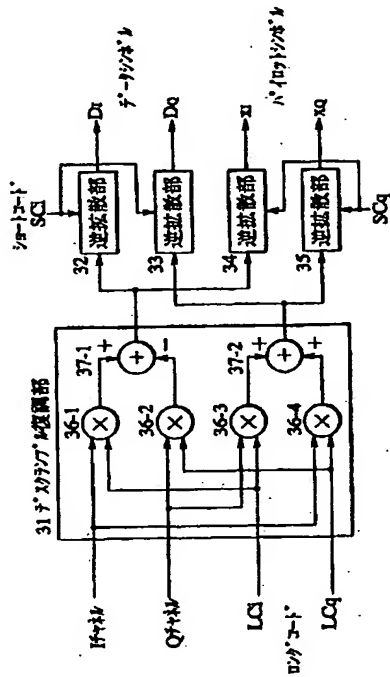 ショートコード
SCi
31 デスクランブル復調部
Iチャネル
Qチャネル
LCi
LCq
ロングコード
36-1
×
36-2
×
36-3
×
36-4
×
37-1
+
+
−
37-2
+
+
+
32
逆拡散部
33
逆拡散部
34
逆拡散部
35
逆拡散部
DI
データシンボル
DQ
XI
パイロットシンボル
XQ
SCq